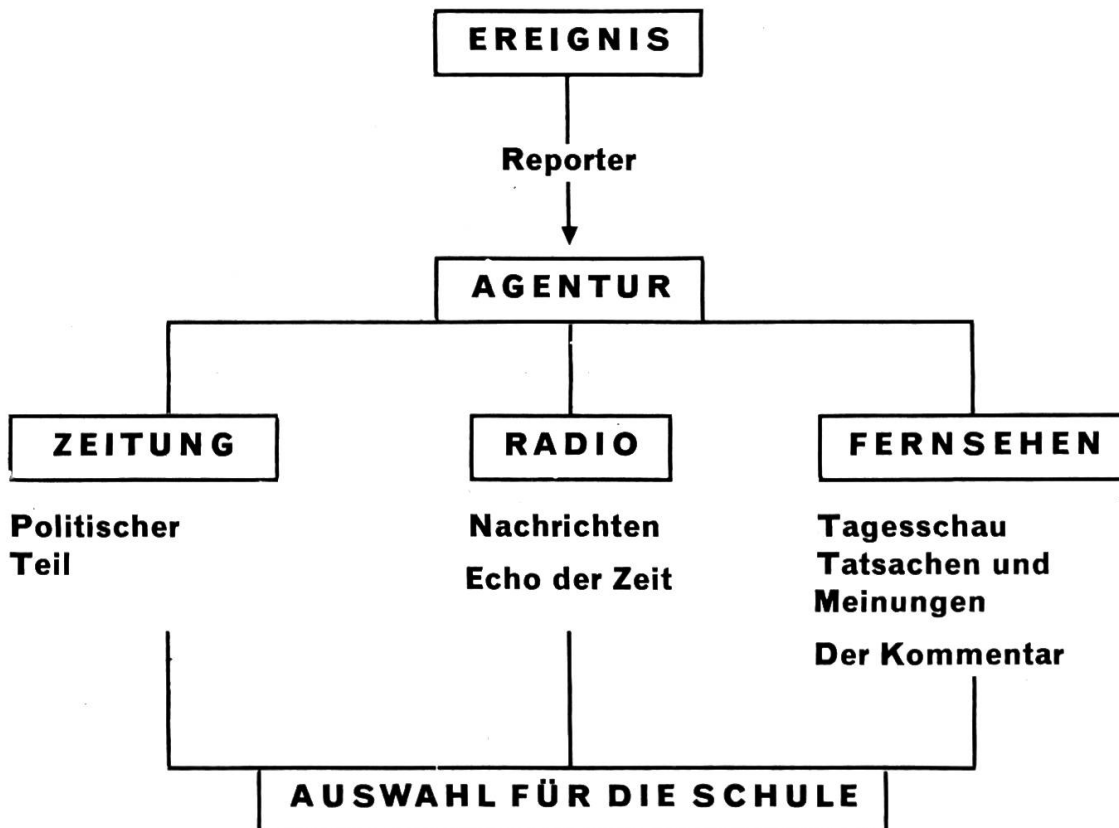 EREIGNIS
Reporter
AGENTUR
ZEITUNG
Politischer
Teil
RADIO
Nachrichten
Echo der Zeit
FERNSEHEN
Tagesschau
Tatsachen und
Meinungen
Der Kommentar
AUSWAHL FÜR DIE SCHULE